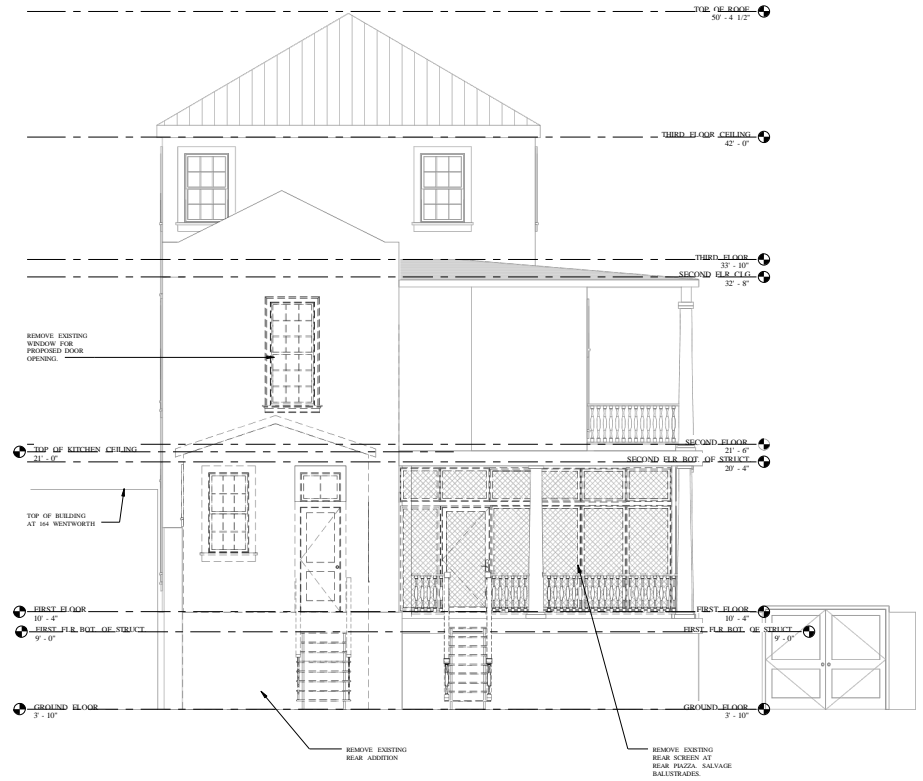 TOP OF ROOF
50' - 4 1/2"
THIRD FLOOR CEILING
42' - 0"
THIRD FLOOR
33' - 10"
SECOND FLR CLG
32' - 8"
REMOVE EXISTING
WINDOW FOR
PROPOSED DOOR
OPENING.
SECOND FLOOR
21' - 6"
TOP OF KITCHEN CEILING
21' - 0"
SECOND FLR BOT. OF STRUCT
20' - 4"
TOP OF BUILDING
AT 164 WENTWORTH
FIRST FLOOR
10' - 4"
FIRST FLOOR
10' - 4"
FIRST FLR BOT. OF STRUCT
9' - 0"
FIRST FLR BOT. OF STRUCT
9' - 0"
GROUND FLOOR
3' - 10"
GROUND FLOOR
3' - 10"
REMOVE EXISTING
REAR ADDITION
REMOVE EXISTING
REAR SCREEN AT
REAR PIAZZA. SALVAGE
BALUSTRADES.